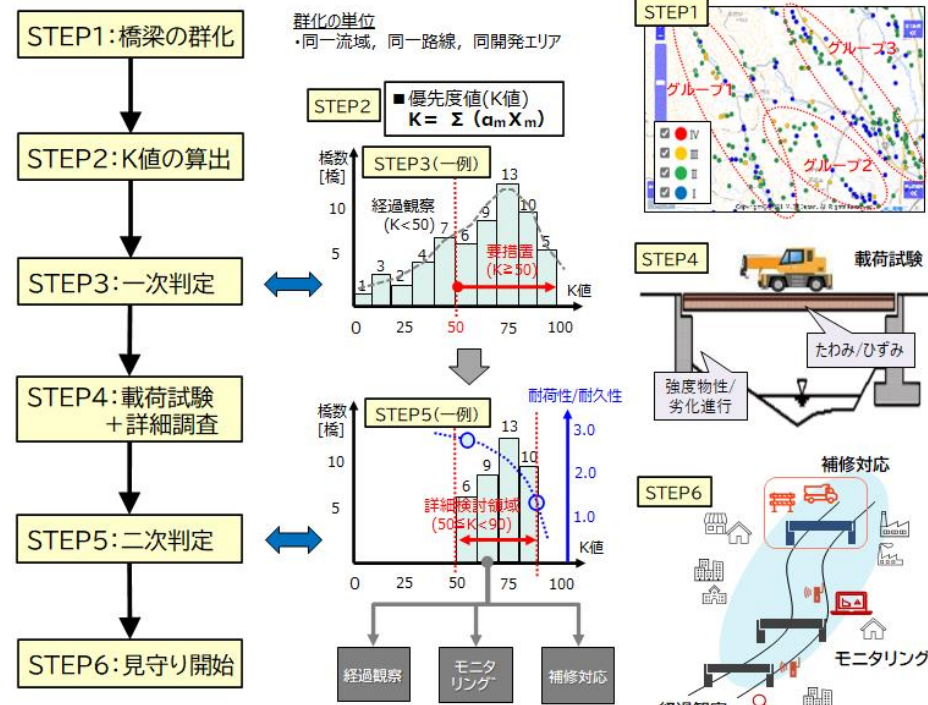 STEP1:橋梁の群化
STEP2:K値の算出
STEP3:一次判定
STEP4:載荷試験
+詳細調査
STEP5:二次判定
STEP6:見守り開始
群化の単位
・同一流域，同一路線，同開発エリア
STEP2
■優先度値(K値)
K= Σ (amXm)
橋数
[橋]
STEP3(一例)
10
5
経過観察
(K<50)
要措置
(K≧50)
1
3
2
4
7
6
9
13
10
5
K値
0
25
50
75
100
橋数
[橋]
STEP5(一例)
耐荷性/耐久性
10
5
6
9
13
10
3.0
2.0
1.0
詳細検討領域
(50≦K<90)
K値
0
25
50
75
100
経過観察
モニタ
リング
補修対応
STEP1
グループ1
グループ3
グループ2
Ⅳ
Ⅲ
Ⅱ
Ⅰ
STEP4
載荷試験
たわみ/ひずみ
強度物性/
劣化進行
STEP6
補修対応
モニタリング
経過観察